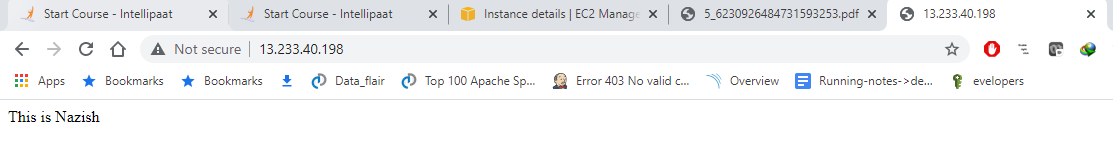 Start Course - Intellipaat Start Course - Intellipaat Instance details | EC2 Manage 5_6230926484731593253.pdf 13.233.40.198
Not secure | 13.233.40.198
Apps Bookmarks Bookmarks Data_flair Top 100 Apache Sp... Error 403 No valid c... Overview Running-notes->de... evelopers
This is Nazish